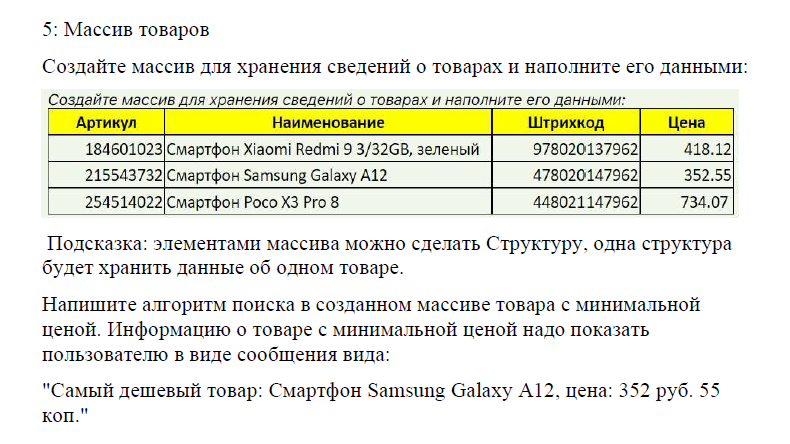 5: Массив товаров
Создайте массив для хранения сведений о товарах и наполните его данными:
Создайте массив для хранения сведений о товарах и наполните его данными:
Артикул Наименование Штрихкод Цена
184601023 Смартфон Xiaomi Redmi 9 3/32GB, зеленый 978020137962 418.12
215543732 Смартфон Samsung Galaxy A12 478020147962 352.55
254514022 Смартфон Poco X3 Pro 8 448021147962 734.07
Подсказка: элементами массива можно сделать Структуру, одна структура
будет хранить данные об одном товаре.
Напишите алгоритм поиска в созданном массиве товара с минимальной
ценой. Информацию о товаре с минимальной ценой надо показать
пользователю в виде сообщения вида:
"Самый дешевый товар: Смартфон Samsung Galaxy A12, цена: 352 руб. 55
коп."